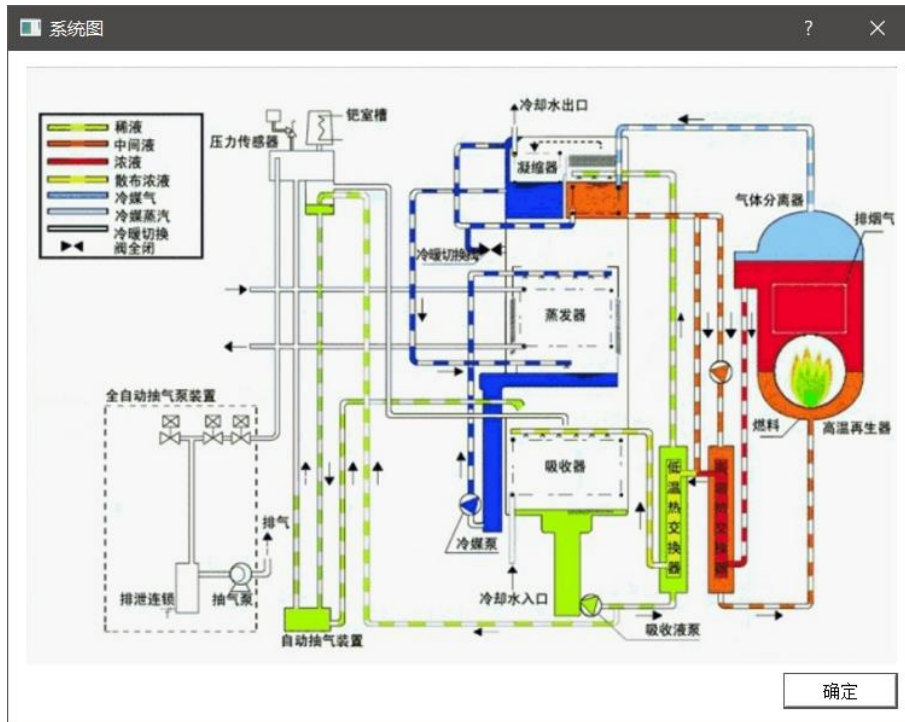 系统图
冷却水出口
钯室槽
压力传感器
稀液
中间液
浓液
散布浓液
冷媒气
冷媒蒸汽
冷暖切换
阀全闭
凝缩器
气体分离器
排烟气
冷暖切换阀
蒸发器
全自动抽气泵装置
燃料
高温再生器
吸收器
低温热交换器
高温热交换器
排气
冷媒泵
排泄连锁
抽气泵
冷却水入口
吸收液泵
自动抽气装置
确定